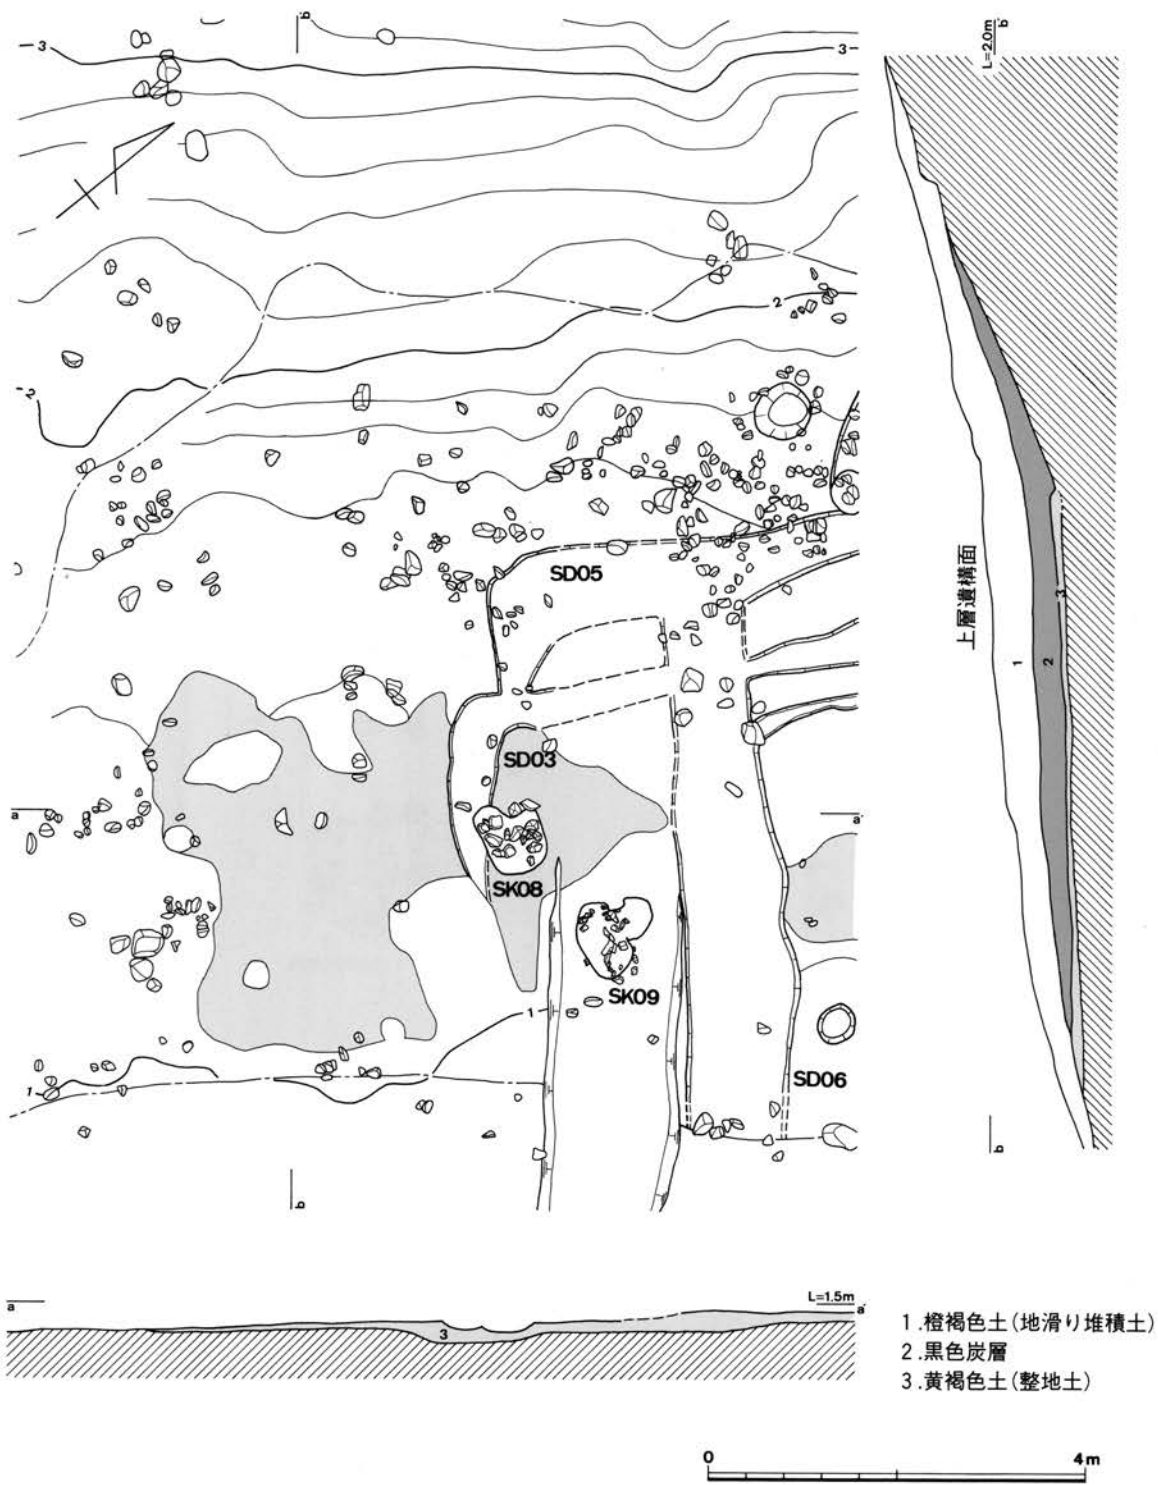 b'
3
3
L=2.0m
b'
2
2
上層遺構面
SD05
1
2
3
SD03
a
a'
SK08
SK09
1
SD06
1
b
b
a
L=1.5m
a'
3
1.橙褐色土(地滑り堆積土)
2.黒色炭層
3.黄褐色土(整地土)
0
4m